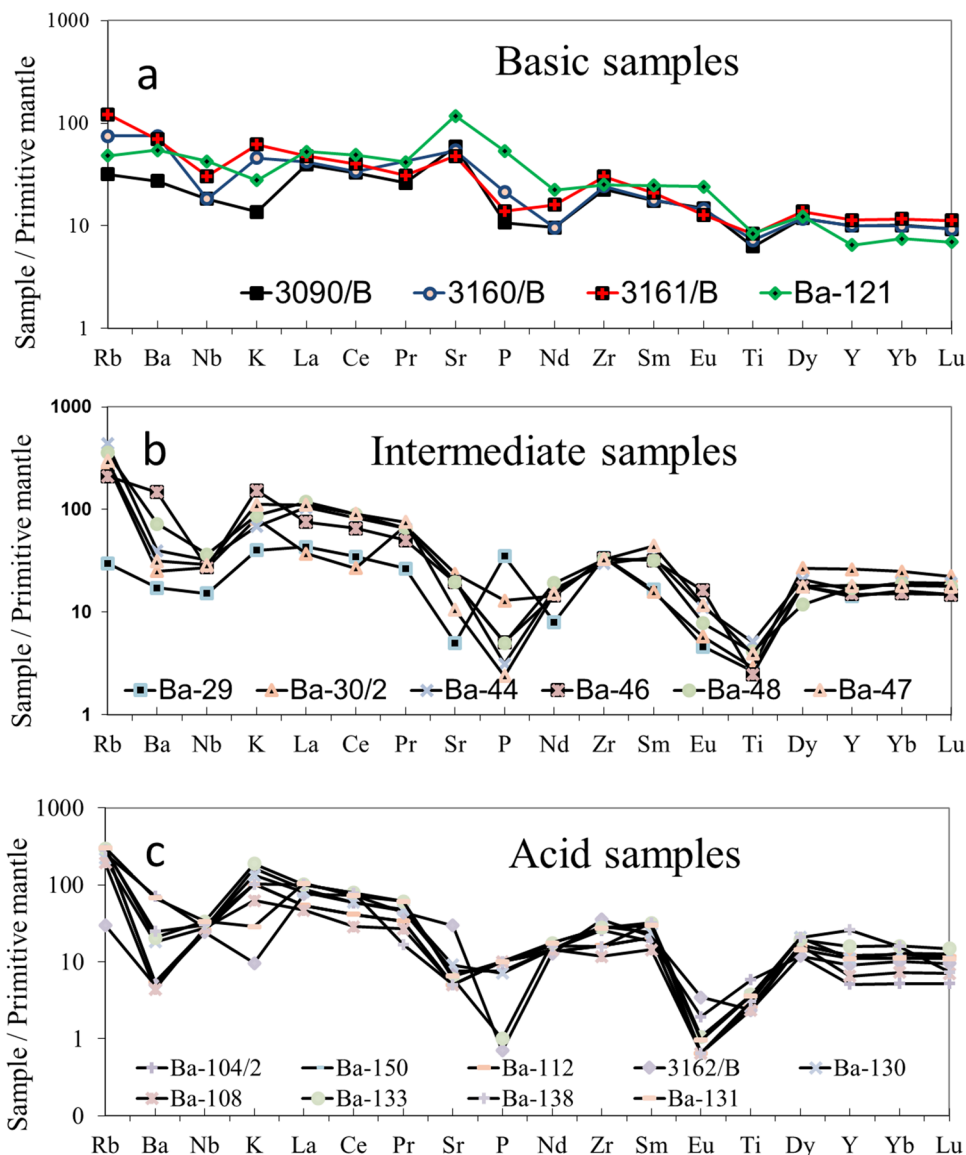 1000
a
Basic samples
100
10
3090/B 3160/B 3161/B Ba-121
1
Sample / Primitive mantle
Rb Ba Nb K La Ce Pr Sr P Nd Zr Sm Eu Ti Dy Y Yb Lu
1000
b
Intermediate samples
100
10
Ba-29 Ba-30/2 Ba-44 Ba-46 Ba-48 Ba-47
1
Sample / Primitive mantle
Rb Ba Nb K La Ce Pr Sr P Nd Zr Sm Eu Ti Dy Y Yb Lu
1000
c
Acid samples
100
10
1
Ba-104/2 Ba-150 Ba-112 3162/B Ba-130
Ba-108 Ba-133 Ba-138 Ba-131
0
Sample / Primitive mantle
Rb Ba Nb K La Ce Pr Sr P Nd Zr Sm Eu Ti Dy Y Yb Lu